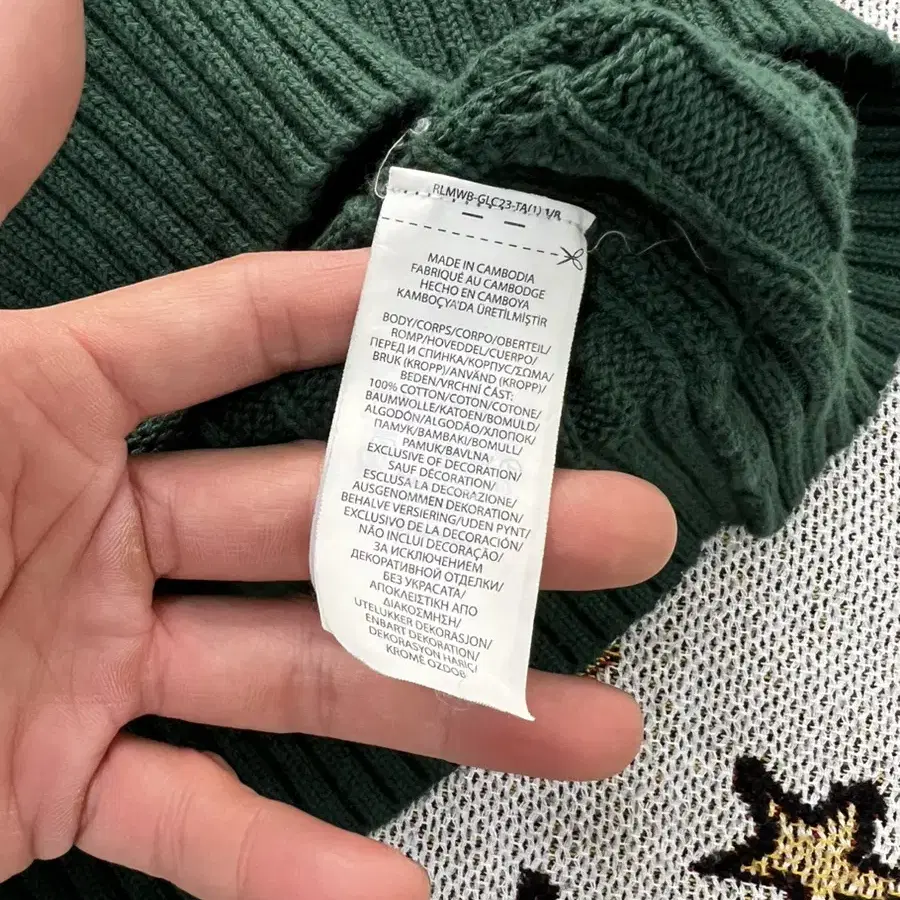 RLMWB-GLC23-TA(1) 1/R
MADE IN CAMBODIA
FABRIQUÉ AU CAMBODGE
HECHO EN CAMBOYA
KAMBOÇYA'DA ÜRETİLMİŞTİR
BODY/CORPS/CORPO/OBERTEIL/
ROMP/HOVEDDEL/CUERPO/
ПЕРЕД И СПИНКА/КОРПУС/ΣΩΜΑ/
BRUK (KROPP)/ANVÄND (KROPP)/
BEDEN/VRCHNÍ ČÁST:
100% COTTON/COTON/COTONE/
BAUMWOLLE/KATOEN/BOMULD/
ALGODÓN/ALGODÃO/ХЛОПОК/
ПАМУК/ΒΑΜΒΑΚΙ/BOMULL/
PAMUK/BAVLNA
EXCLUSIVE OF DECORATION/
SAUF DÉCORATION/
ESCLUSA LA DECORAZIONE/
AUSGENOMMEN DEKORATION/
BEHALVE VERSIERING/UDEN PYNT/
EXCLUSIVO DE LA DECORACIÓN/
NÃO INCLUI DECORAÇÃO/
ЗА ИСКЛЮЧЕНИЕМ
ДЕКОРАТИВНОЙ ОТДЕЛКИ/
БЕЗ УКРАСАТА/
ΑΠΟΚΛΕΙΣΤΙΚΗ ΑΠΟ
ΔΙΑΚΟΣΜΗΣΗ/
UTELUKKER DEKORASJON/
ENBART DEKORATION/
DEKORASYON HARİÇ/
KROMĚ OZDOB